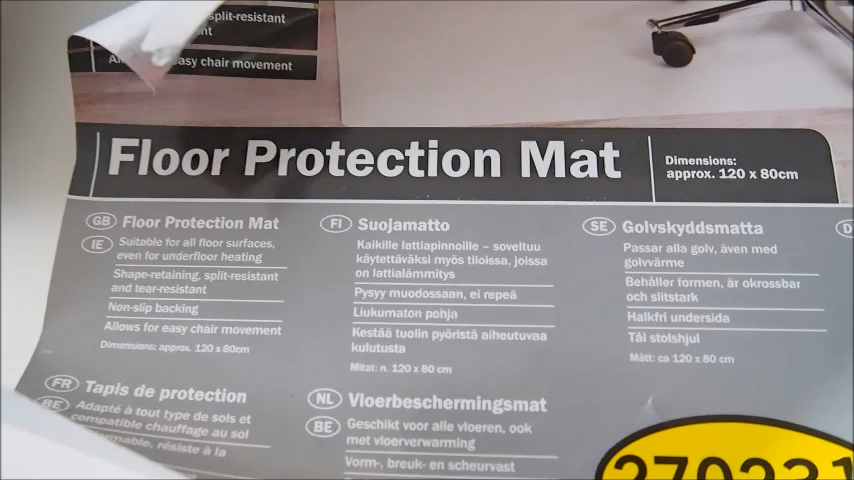 split-resistant
easy chair movement
Floor Protection Mat
Dimensions:
approx. 120 x 80cm
GB Floor Protection Mat
IE Suitable for all floor surfaces,
even for underfloor heating
Shape-retaining, split-resistant
and tear-resistant
Non-slip backing
Allows for easy chair movement
Dimensions: approx. 120 x 80cm
FI Suojamatto
Kaikille lattiapinnoille – soveltuu
käytettäväksi myös tiloissa, joissa
on lattialämmitys
Pysyy muodossaan, ei repeä
Liukumaton pohja
Kestää tuolin pyöristä aiheutuvaa
kulutusta
Mitat: n. 120 x 80 cm
SE Golvskyddsmatta
Passar alla golv, även med
golvvärme
Behåller formen, är okrossbar
och slitstark
Halkfri undersida
Tål stolshjul
Mått: ca 120 x 80 cm
FR Tapis de protection
BE Adapté à tout type de sols et
compatible chauffage au sol
résiste à la
NL Vloerbeschermingsmat
BE Geschikt voor alle vloeren, ook
met vloerverwarming
Vorm-, breuk- en scheurvast
270231